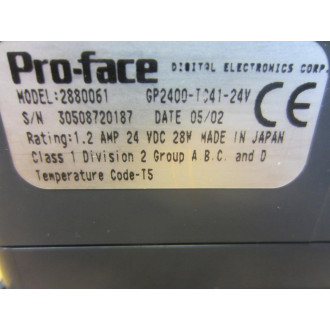 Pro-face DIGITAL ELECTRONICS CORP.
MODEL:2880061 GP2400-TC41-24V
S/N 30508720187 DATE 05/02 CE
Rating:1.2 AMP 24 VDC 28W MADE IN JAPAN
Class 1 Division 2 Group A.B.C. and D
Temperature Code-T5